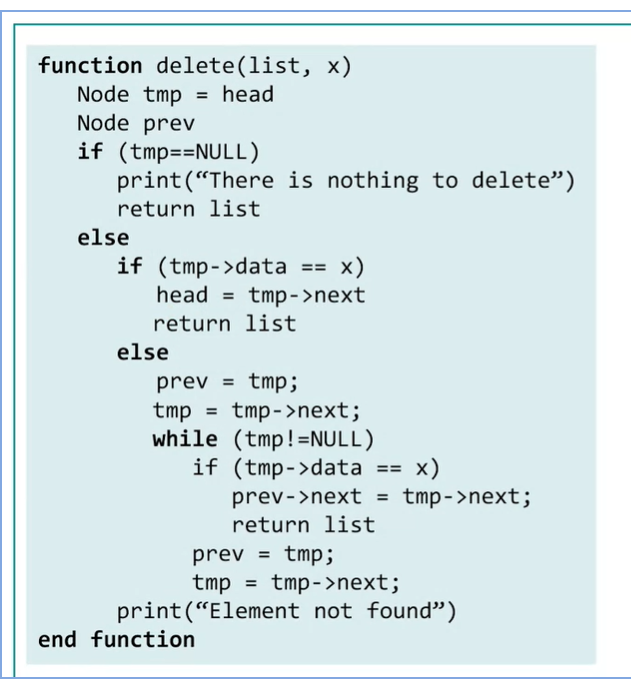 function delete(list, x)
Node tmp = head
Node prev
if (tmp==NULL)
print(“There is nothing to delete”)
return list
else
if (tmp->data == x)
head = tmp->next
return list
else
prev = tmp;
tmp = tmp->next;
while (tmp!=NULL)
if (tmp->data == x)
prev->next = tmp->next;
return list
prev = tmp;
tmp = tmp->next;
print(“Element not found”)
end function